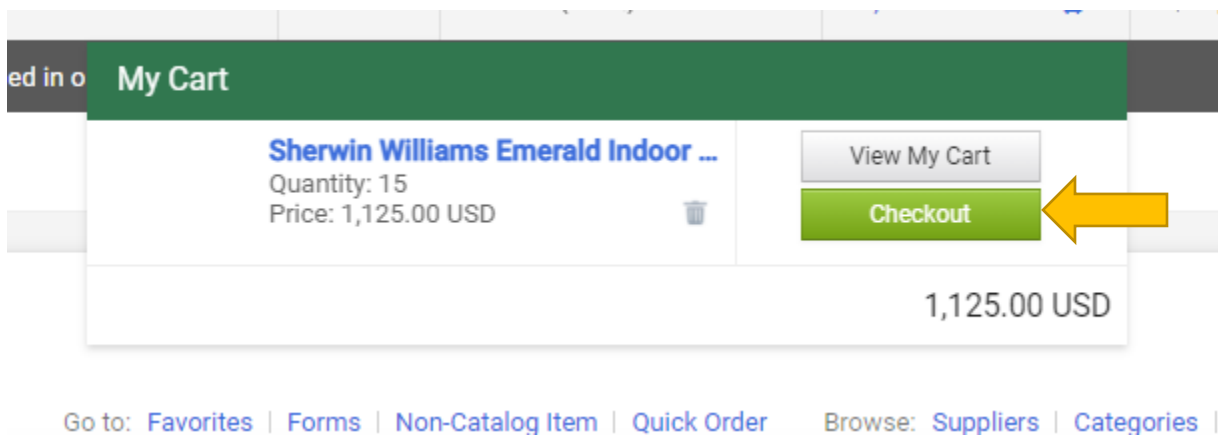 ed in o
My Cart
Sherwin Williams Emerald Indoor ...
Quantity: 15
Price: 1,125.00 USD
View My Cart
Checkout
1,125.00 USD
Go to: Favorites | Forms | Non-Catalog Item | Quick Order Browse: Suppliers | Categories |